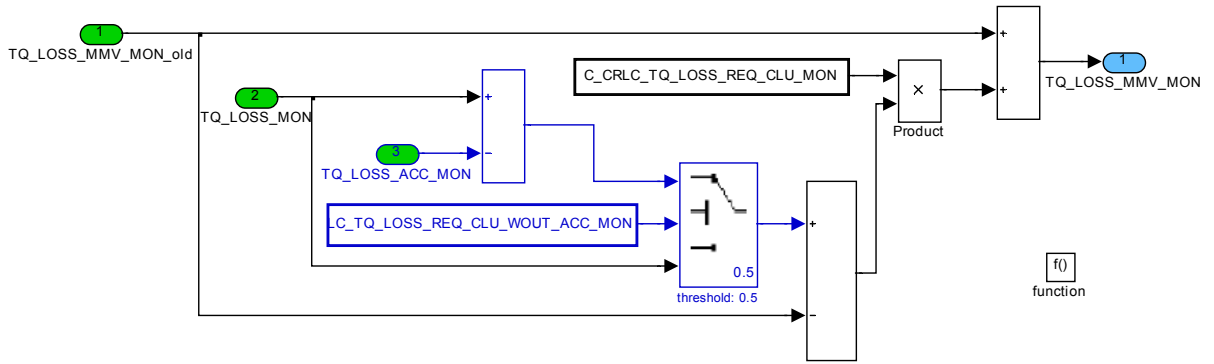 1
TQ_LOSS_MMV_MON_old
2
TQ_LOSS_MON
3
TQ_LOSS_ACC_MON
C_CRLC_TQ_LOSS_REQ_CLU_MON
LC_TQ_LOSS_REQ_CLU_WOUT_ACC_MON
+
−
0.5
threshold: 0.5
+
−
×
Product
+
+
1
TQ_LOSS_MMV_MON
f()
function